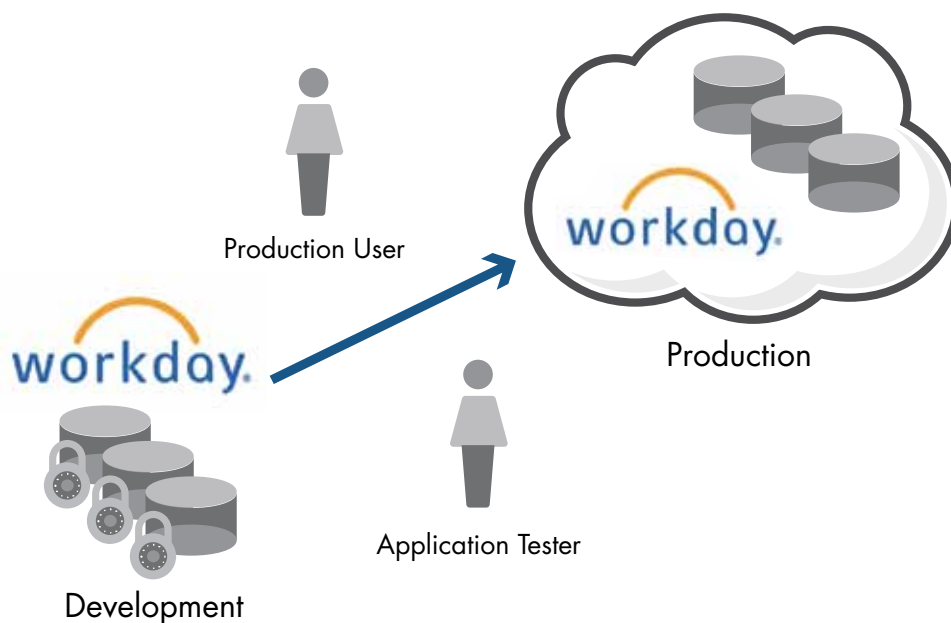 workday.
Production User
Production
workday.
Application Tester
Development